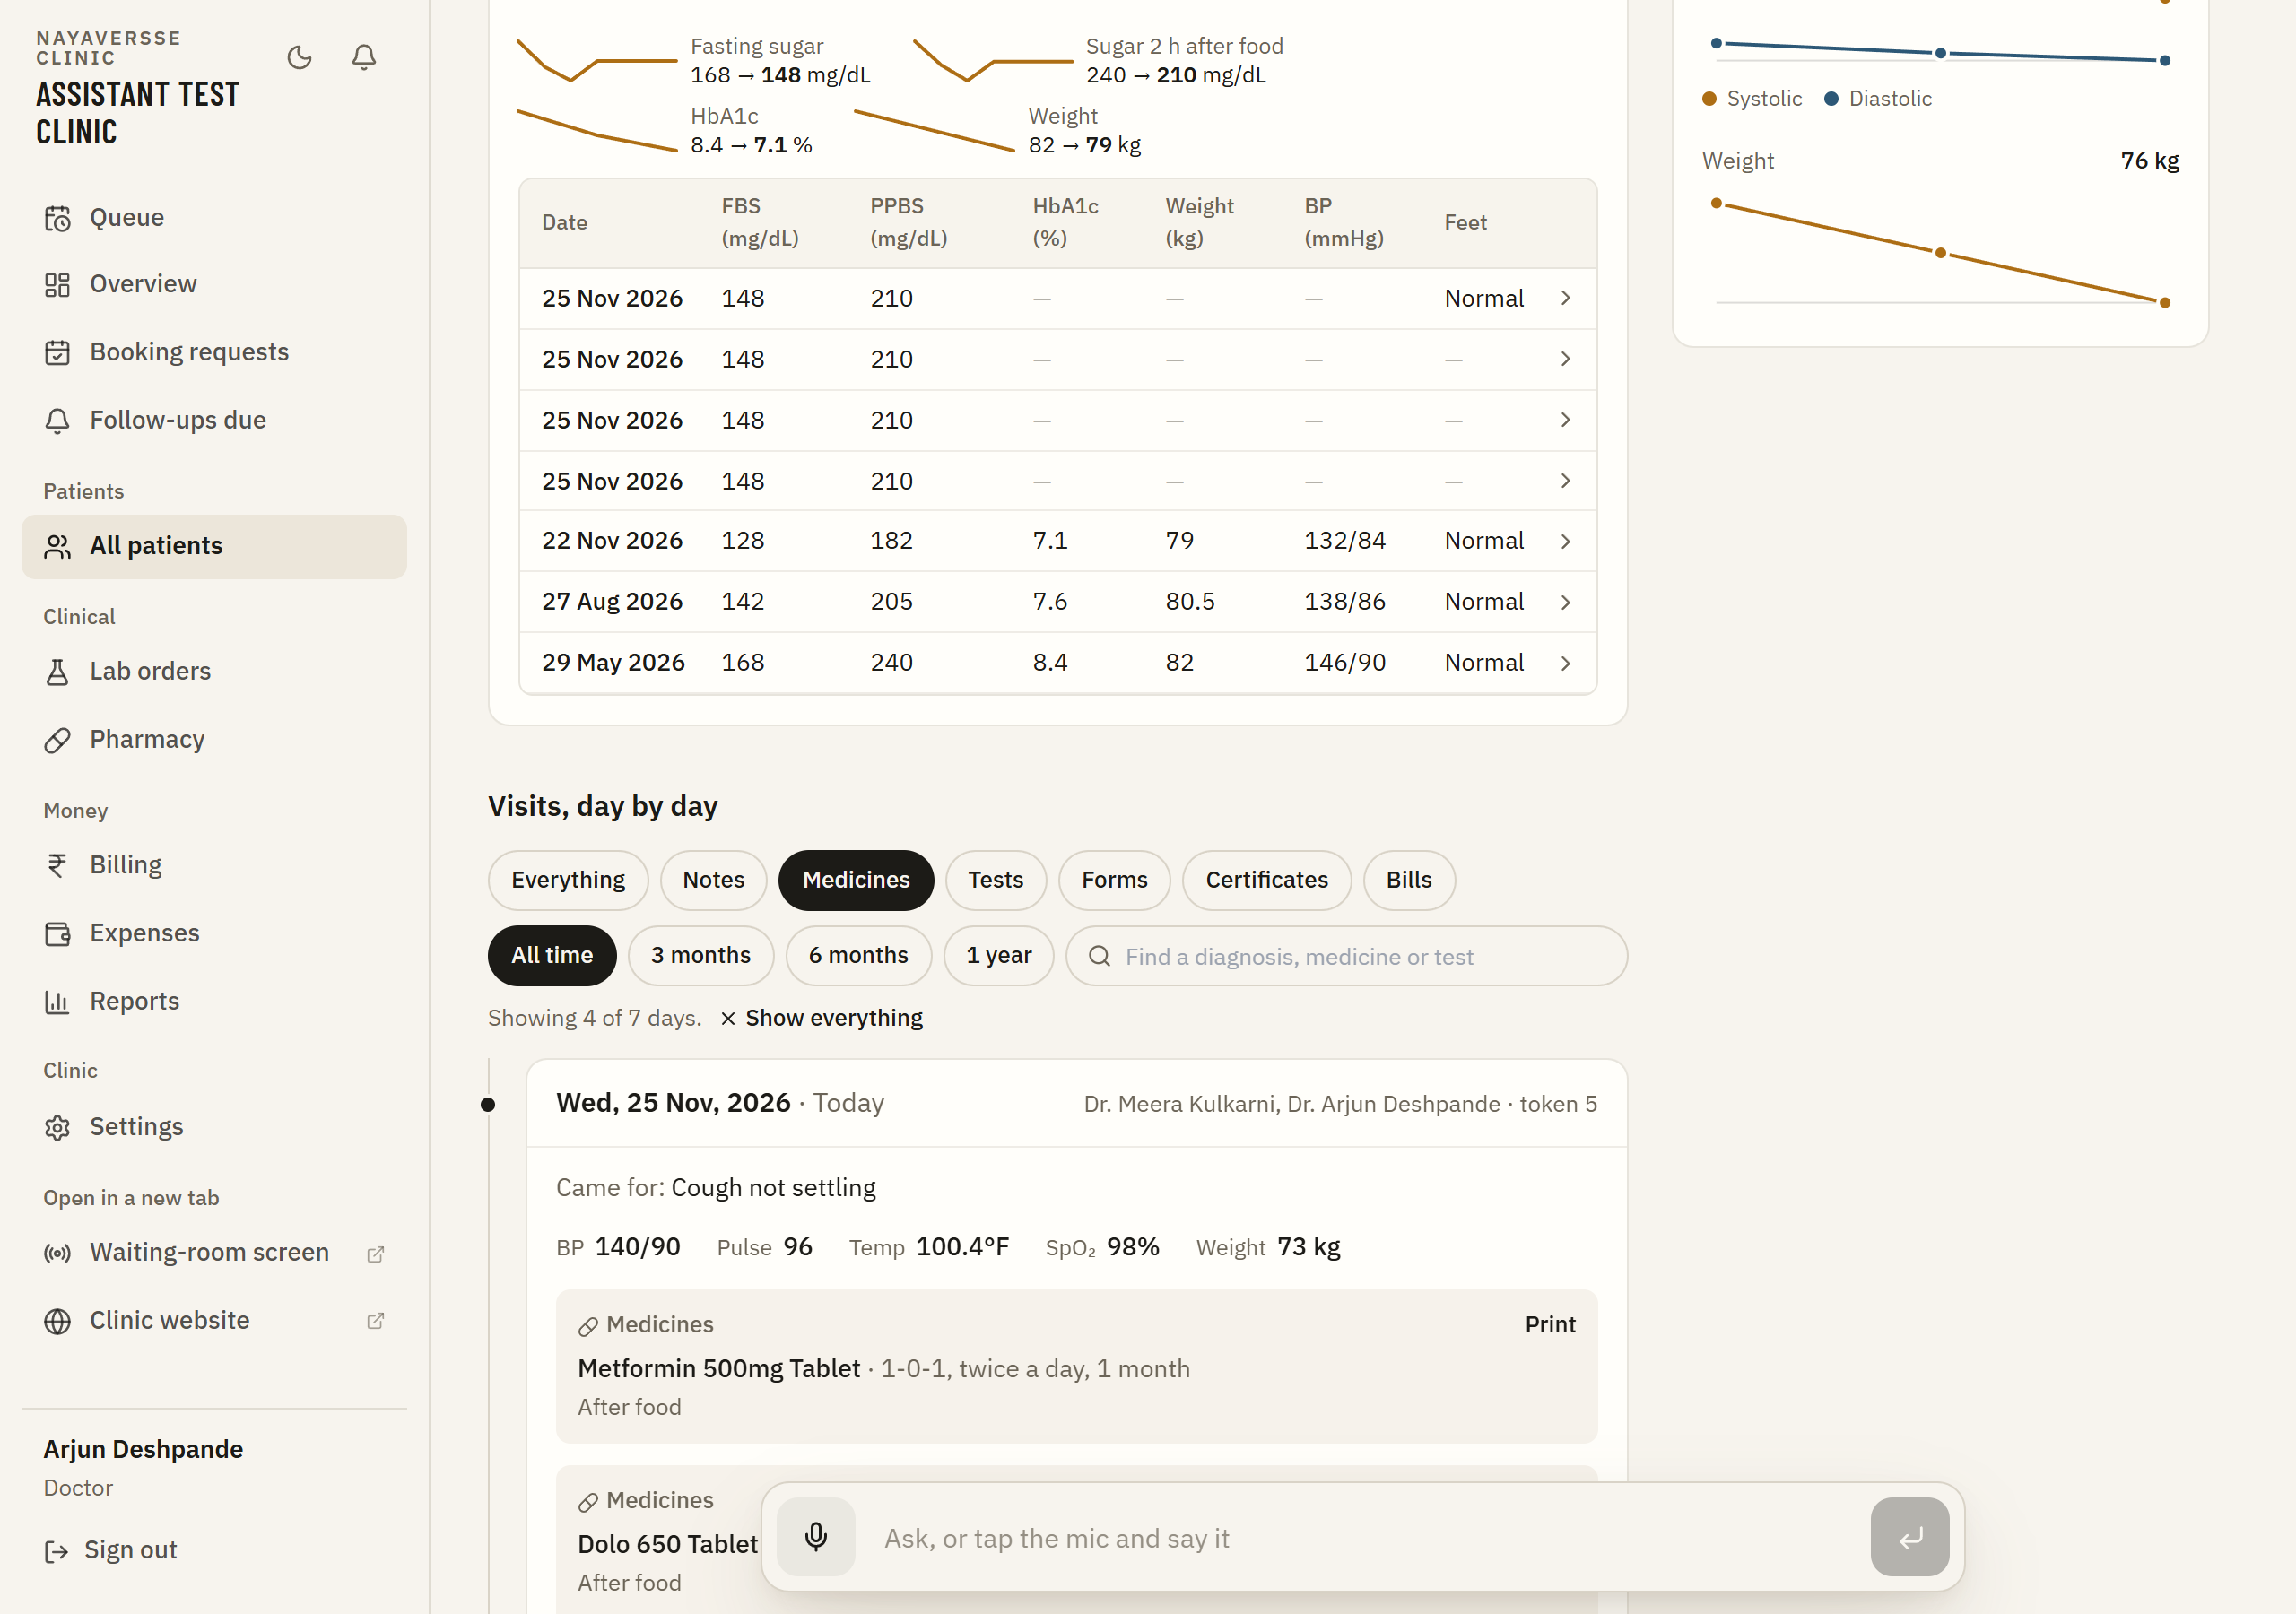 NAYAVERSSE
CLINIC
ASSISTANT TEST
CLINIC
Queue
Overview
Booking requests
Follow-ups due
Patients
All patients
Clinical
Lab orders
Pharmacy
Money
Billing
Expenses
Reports
Clinic
Settings
Open in a new tab
Waiting-room screen
Clinic website
Arjun Deshpande
Doctor
Sign out
Fasting sugar
168 → 148 mg/dL
Sugar 2 h after food
240 → 210 mg/dL
HbA1c
8.4 → 7.1 %
Weight
82 → 79 kg
Date FBS (mg/dL) PPBS (mg/dL) HbA1c (%) Weight (kg) BP (mmHg) Feet
25 Nov 2026 148 210 — — — Normal
25 Nov 2026 148 210 — — — —
25 Nov 2026 148 210 — — — —
25 Nov 2026 148 210 — — — —
22 Nov 2026 128 182 7.1 79 132/84 Normal
27 Aug 2026 142 205 7.6 80.5 138/86 Normal
29 May 2026 168 240 8.4 82 146/90 Normal
Visits, day by day
Everything Notes Medicines Tests Forms Certificates Bills
All time 3 months 6 months 1 year Find a diagnosis, medicine or test
Showing 4 of 7 days. × Show everything
Wed, 25 Nov, 2026 · Today Dr. Meera Kulkarni, Dr. Arjun Deshpande · token 5
Came for: Cough not settling
BP 140/90 Pulse 96 Temp 100.4°F SpO₂ 98% Weight 73 kg
Medicines Print
Metformin 500mg Tablet · 1-0-1, twice a day, 1 month
After food
Medicines
Dolo 650 Tablet
After food
Ask, or tap the mic and say it
Systolic Diastolic
Weight 76 kg